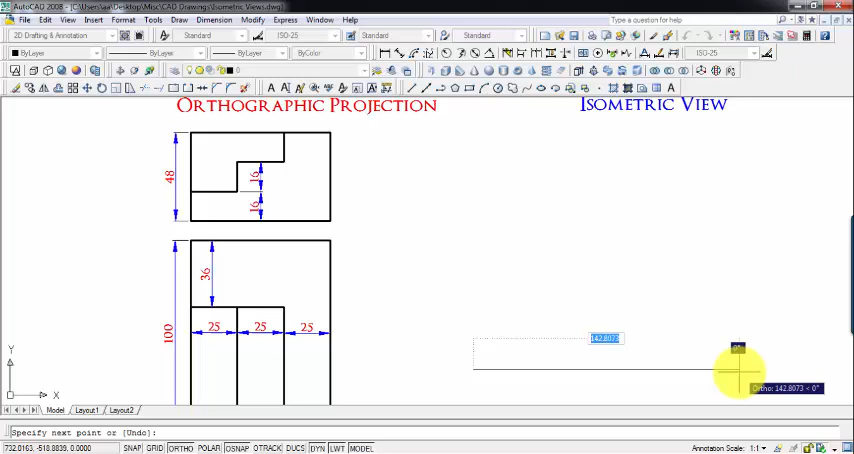 AutoCAD 2008 - [C:\Users\aa\Desktop\Misc\CAD Drawings\Isometric Views.dwg]
File Edit View Insert Format Tools Draw Dimension Modify Express Window Help
Type a question for help
2D Drafting & Annotation Standard ISO-25 Standard Standard
ByLayer ByLayer ByColor ISO-25
0
Orthographic Projection Isometric View
48
16
16
36
100
25 25 25
142.8073
0°
Ortho: 142.8073 < 0°
Y
X
Model Layout1 Layout2
Specify next point or [Undo]:
732.0163, -518.8839, 0.0000 SNAP GRID ORTHO POLAR OSNAP OTRACK DUCS DYN LWT MODEL Annotation Scale: 1:1